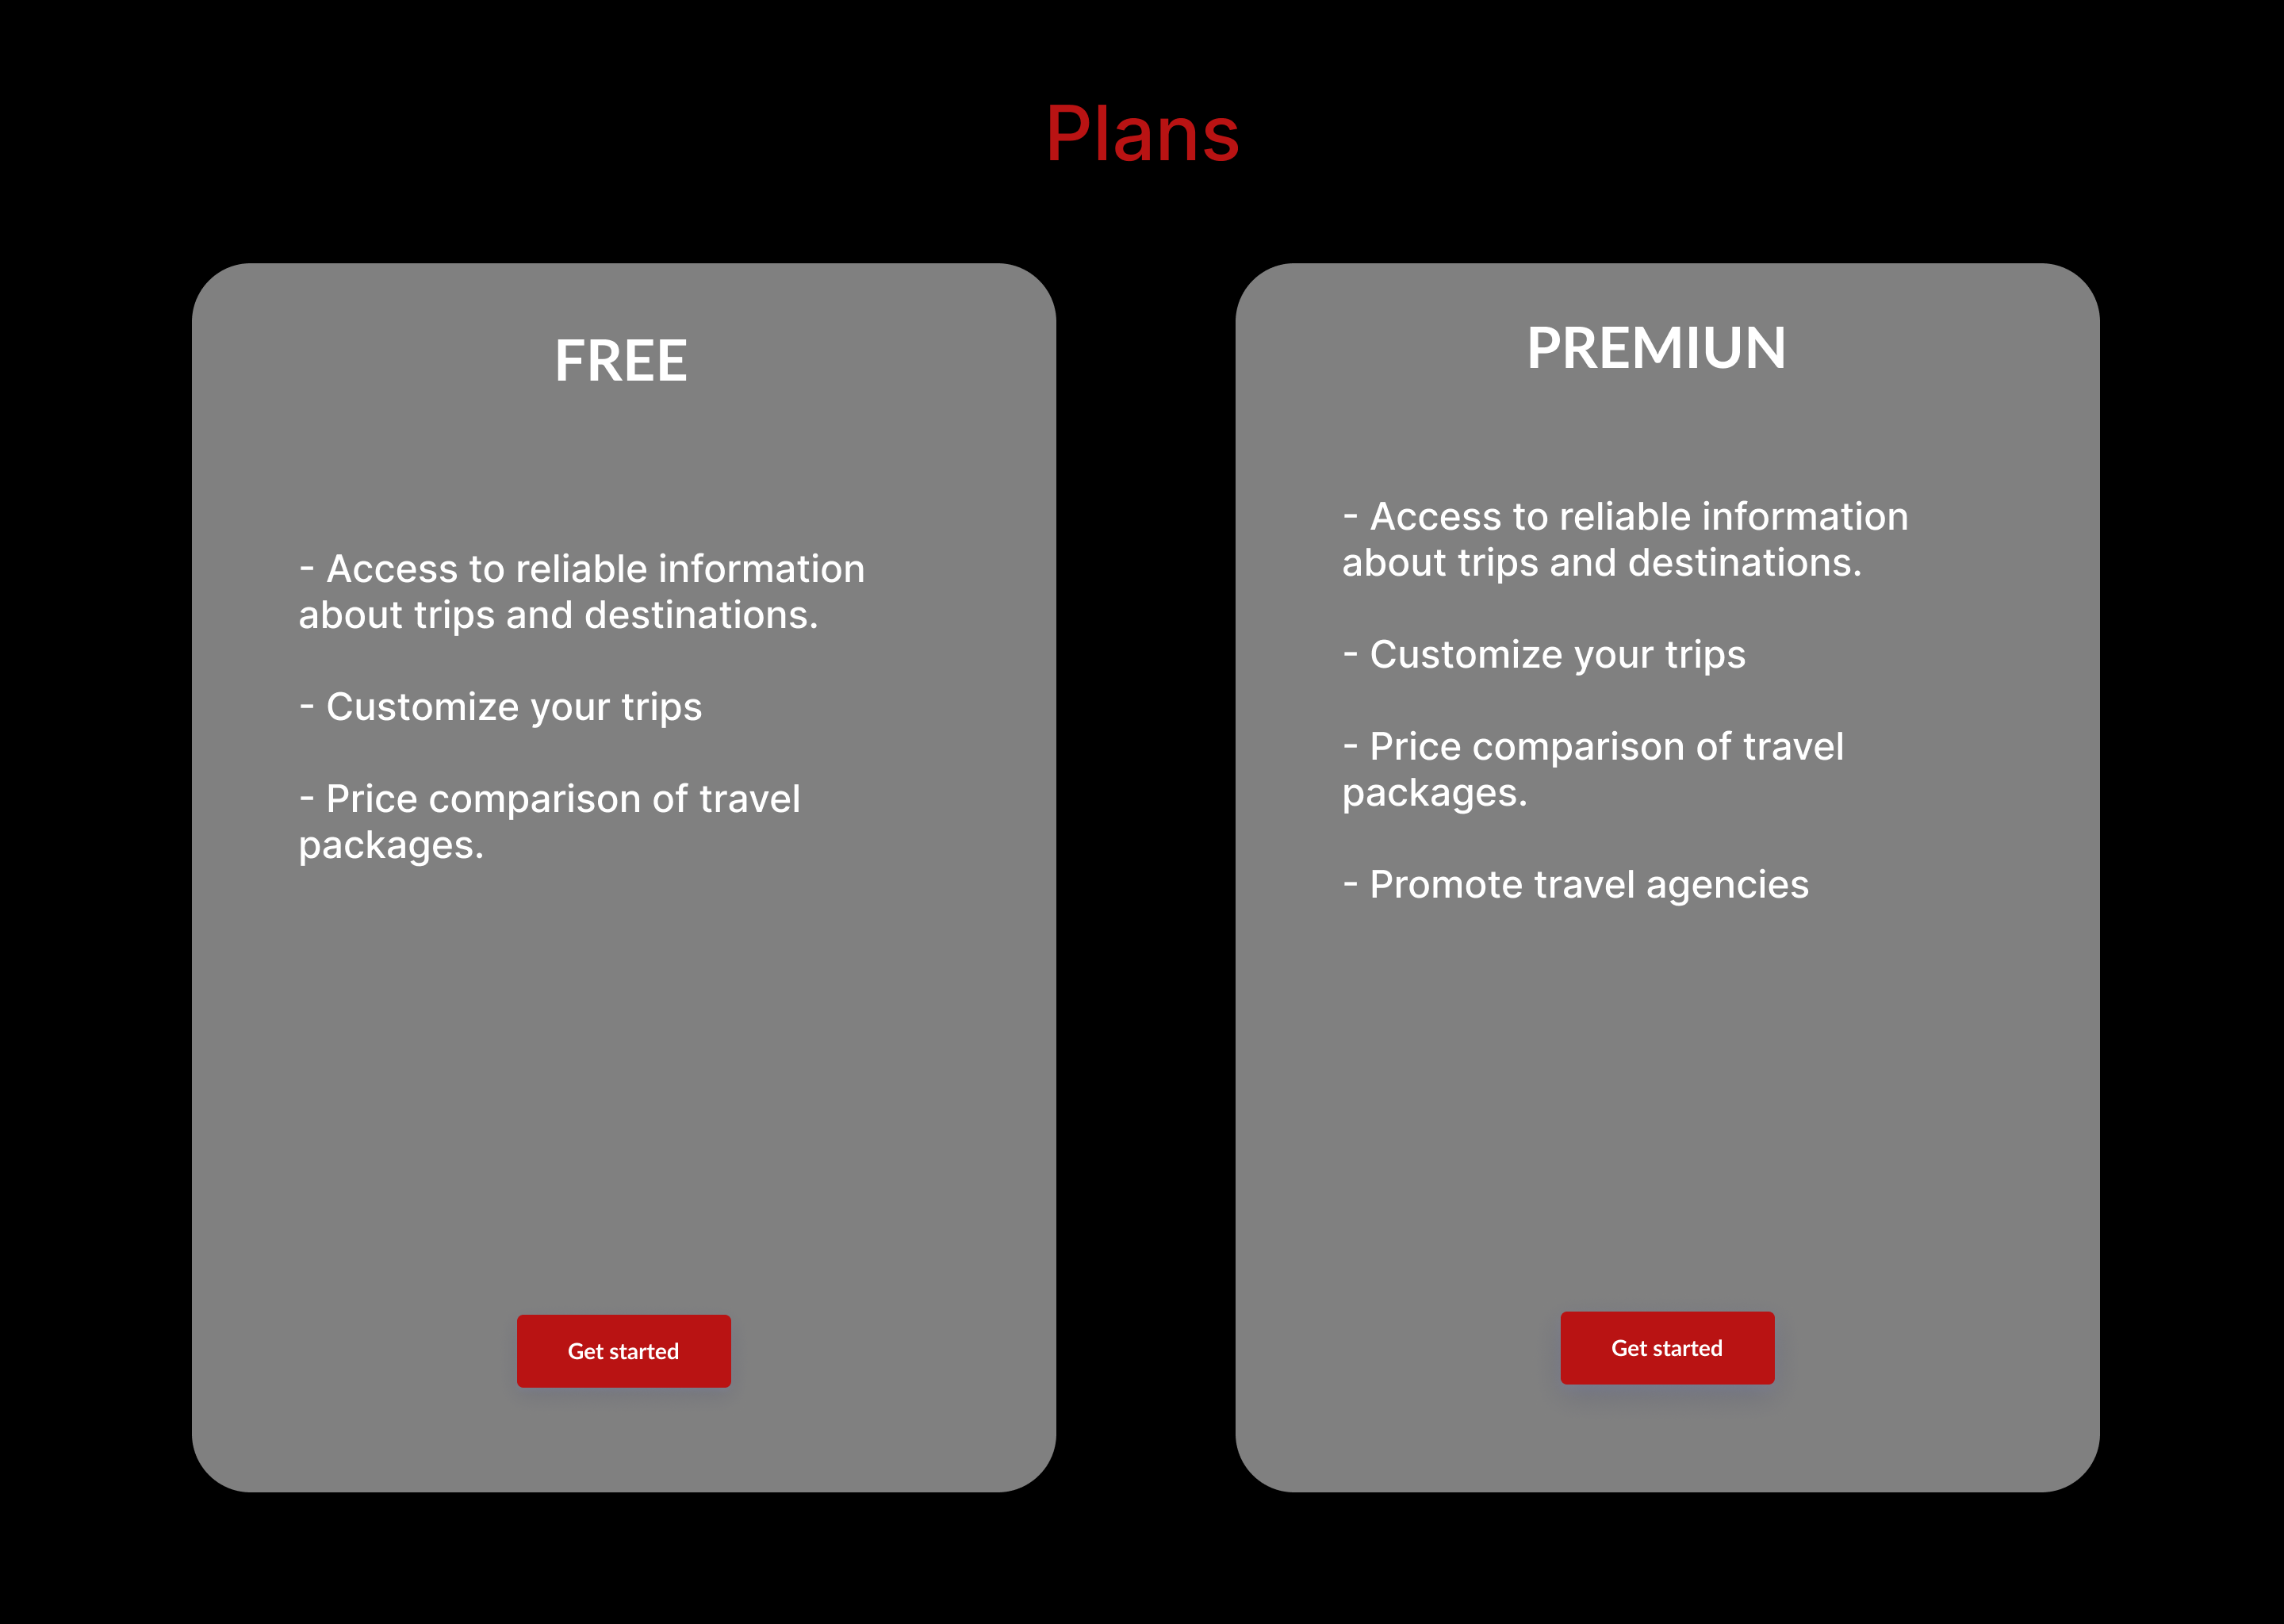 Plans
FREE
- Access to reliable information
about trips and destinations.
- Customize your trips
- Price comparison of travel
packages.
Get started
PREMIUN
- Access to reliable information
about trips and destinations.
- Customize your trips
- Price comparison of travel
packages.
- Promote travel agencies
Get started